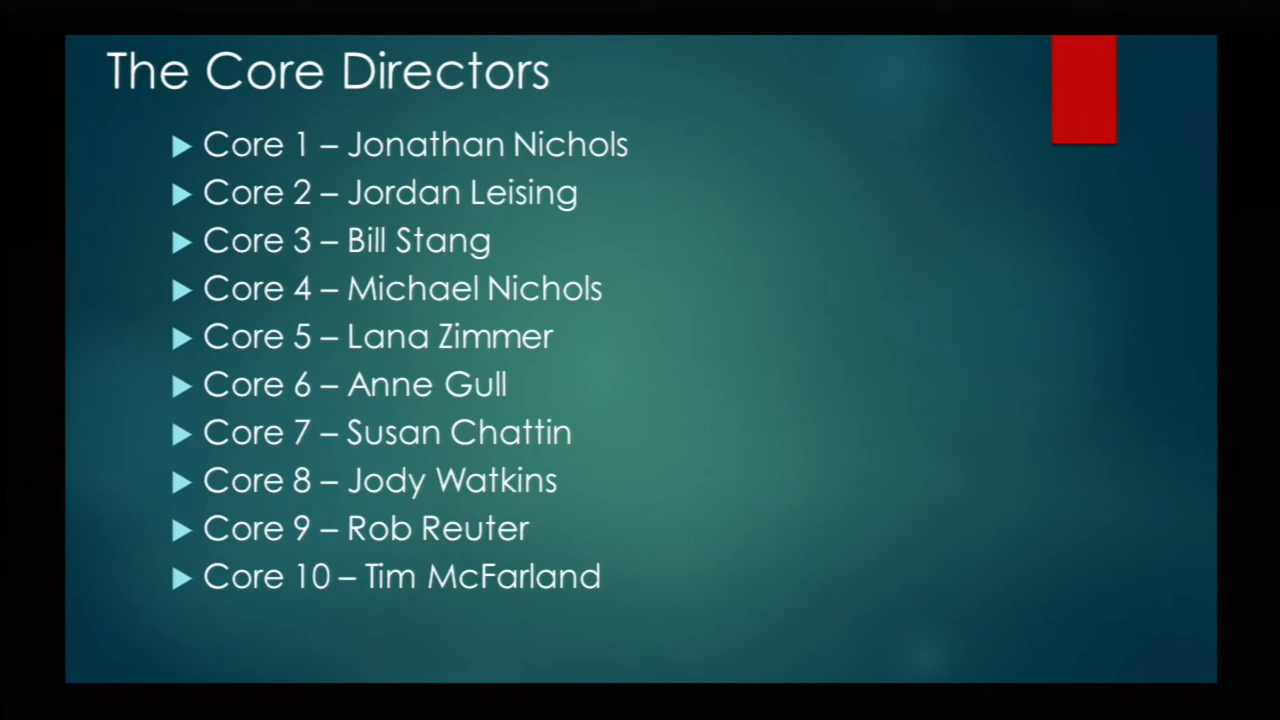 The Core Directors
Core 1 – Jonathan Nichols
Core 2 – Jordan Leising
Core 3 – Bill Stang
Core 4 – Michael Nichols
Core 5 – Lana Zimmer
Core 6 – Anne Gull
Core 7 – Susan Chattin
Core 8 – Jody Watkins
Core 9 – Rob Reuter
Core 10 – Tim McFarland